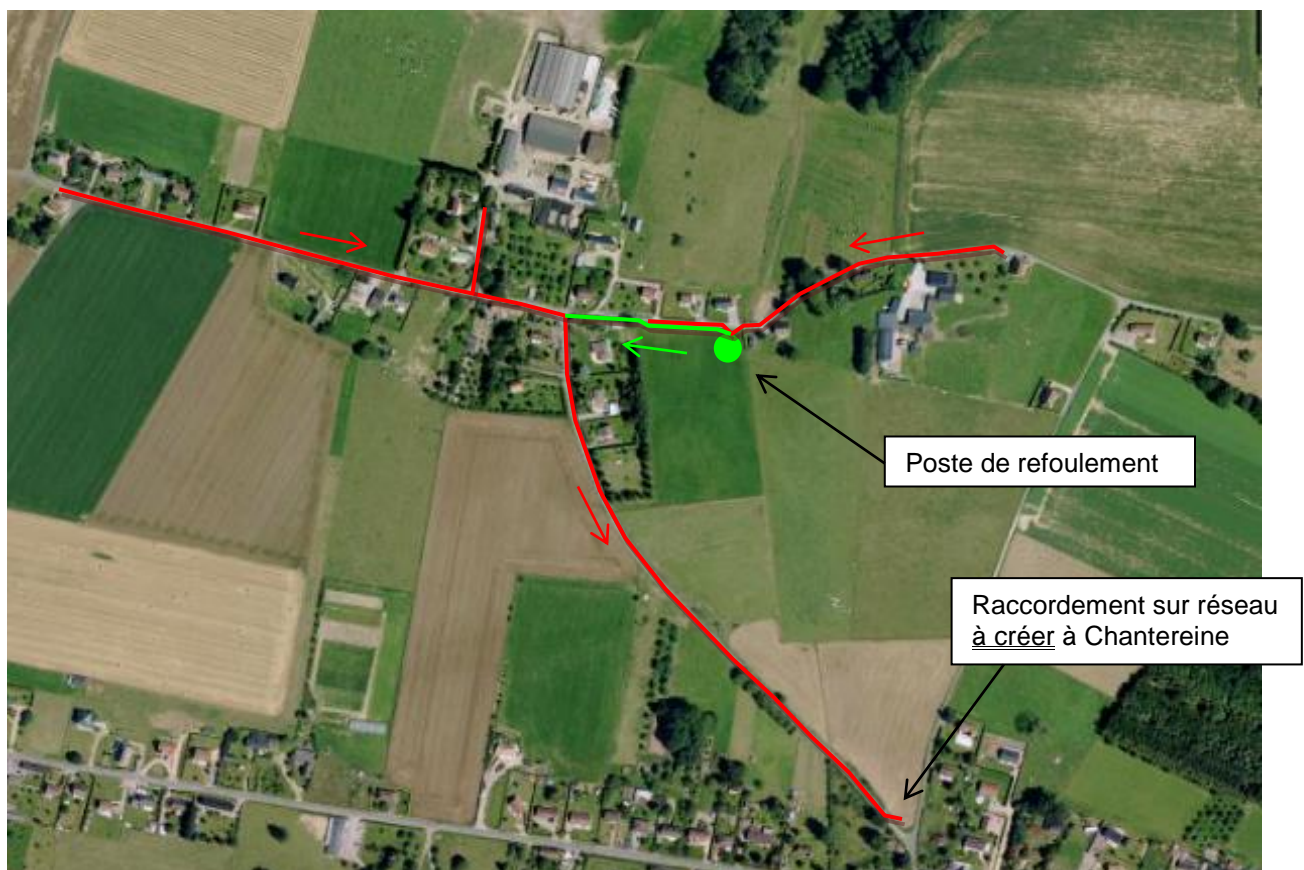 Poste de refoulement
Raccordement sur réseau
à créer à Chantereine